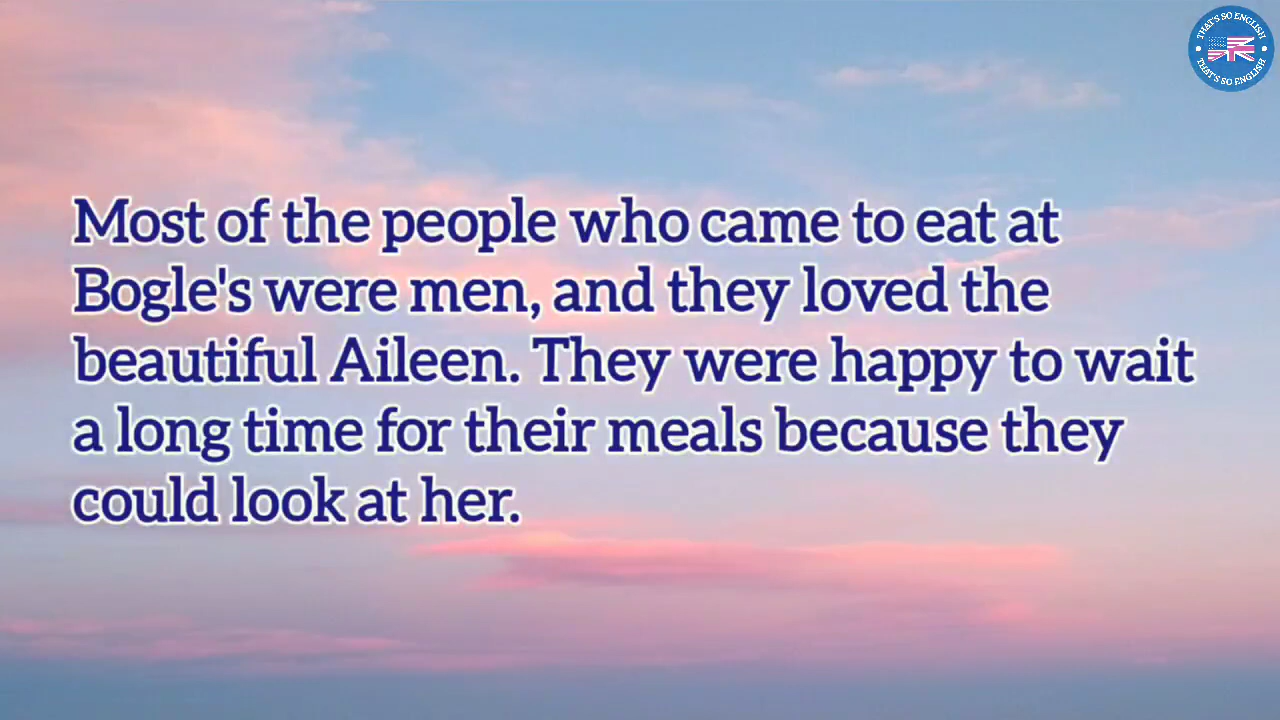 THAT'S SO ENGLISH
THAT'S SO ENGLISH
Most of the people who came to eat at
Bogle's were men, and they loved the
beautiful Aileen. They were happy to wait
a long time for their meals because they
could look at her.